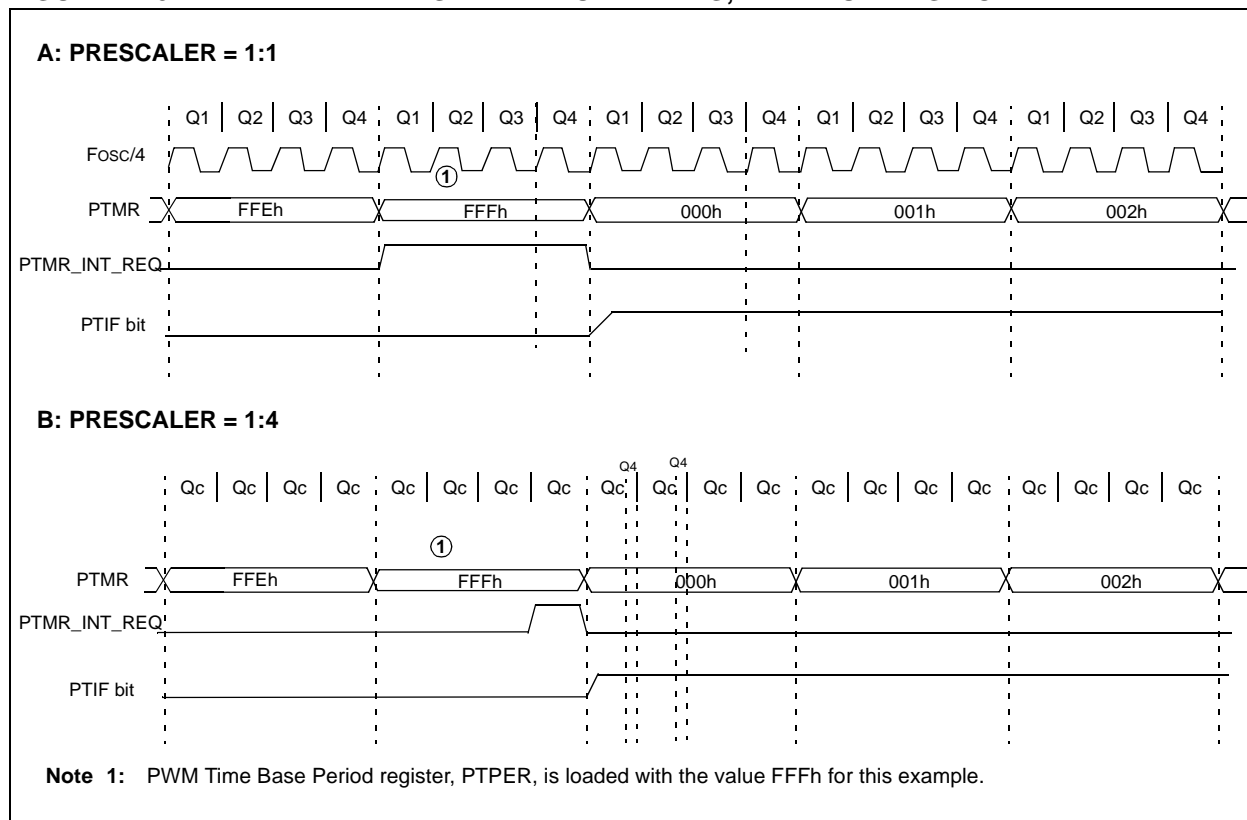 A: PRESCALER = 1:1
Q1 Q2 Q3 Q4 Q1 Q2 Q3 Q4 Q1 Q2 Q3 Q4 Q1 Q2 Q3 Q4 Q1 Q2 Q3 Q4
FOSC/4
1
PTMR FFEh FFFh 000h 001h 002h
PTMR_INT_REQ
PTIF bit
B: PRESCALER = 1:4
Q4 Q4
Qc Qc Qc Qc Qc Qc Qc Qc Qc Qc Qc Qc Qc Qc Qc Qc Qc Qc Qc Qc
1
PTMR FFEh FFFh 000h 001h 002h
PTMR_INT_REQ
PTIF bit
Note 1: PWM Time Base Period register, PTPER, is loaded with the value FFFh for this example.